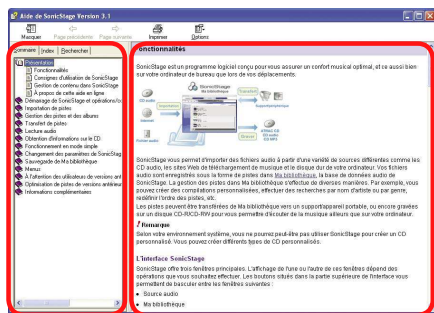 Aide de SonicStage Version 3.1
Masquer Page précédente Page suivante Imprimer Options
Sommaire Index Rechercher
Présentation
Fonctionnalités
Consignes d'utilisation de SonicStage
Gestion de contenu dans SonicStage
À propos de cette aide en ligne
Démarrage de SonicStage et opérations/co
Importation de pistes
Gestion des pistes et des albums
Transfert de pistes
Lecture audio
Obtention d'informations sur le CD
Fonctionnement en mode simple
Changement des paramètres de SonicStag
Sauvegarde de Ma bibliothèque
Menus
À l'attention des utilisateurs de versions ant
Optimisation de pistes de versions antérieur
Informations complémentaires
Fonctionnalités
SonicStage est un programme logiciel conçu pour vous assurer un confort musical optimal, et ce aussi bien
sur votre ordinateur de bureau que lors de vos déplacements.
CD audio
Internet
Fichier audio
Importation
SonicStage
Ma bibliothèque
Transfert
Graver
ATRAC CD
CD audio
CD MP3
SonicStage vous permet d'importer des fichiers audio à partir d'une variété de sources différentes comme les
CD audio, les sites Web de téléchargement de musique et le disque dur de votre ordinateur. Vos fichiers
audio sont enregistrés sous la forme de pistes dans Ma bibliothèque, la base de données audio de
SonicStage. La gestion des pistes dans Ma bibliothèque s'effectue de diverses manières. Par exemple, vous
pouvez créer des compilations personnalisées, effectuer des recherches par nom d'artiste ou par genre,
redéfinir l'ordre des pistes, etc.
Les pistes peuvent être transférées de Ma bibliothèque vers un support/appareil portable, ou encore gravées
sur un disque CD-R/CD-RW pour vous permettre d'écouter de la musique ailleurs que sur votre ordinateur.
Remarque
Selon votre environnement système, vous ne pourrez peut-être pas utiliser SonicStage pour créer un CD
personnalisé. Vous pouvez créer différents types de CD personnalisés.
L'interface SonicStage
SonicStage offre trois fenêtres principales. L'affichage de l'une ou l'autre de ces fenêtres dépend des
opérations que vous souhaitez effectuer. Les boutons situés dans la partie supérieure de l'interface vous
permettent de basculer entre les fenêtres suivantes :
• Source audio
• Ma bibliothèque